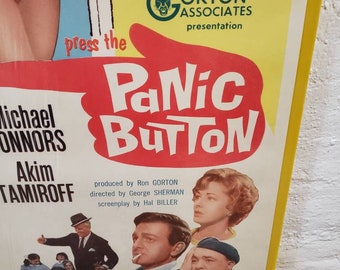 GORTON
ASSOCIATES
presentation
press the
PANIC
BUTTON
Michael
CONNORS
Akim
TAMIROFF
produced by Ron GORTON
directed by George SHERMAN
screenplay by Hal BILLER